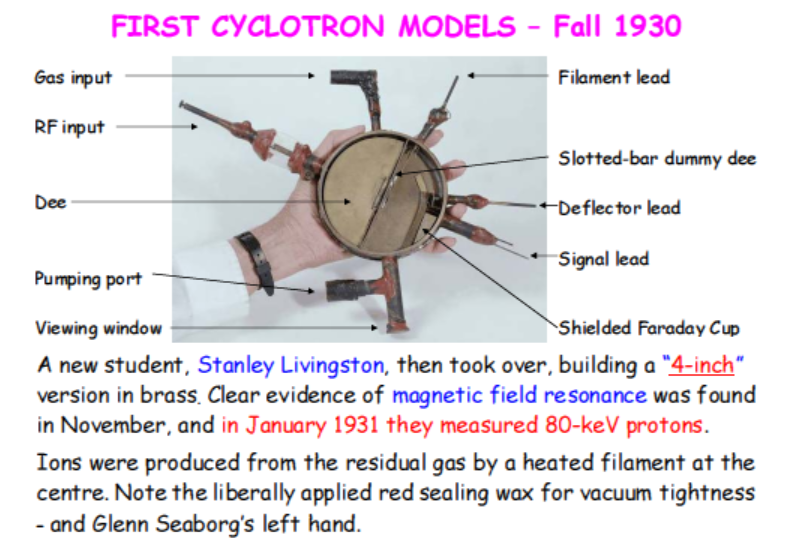 FIRST CYCLOTRON MODELS - Fall 1930
Gas input
Filament lead
RF input
Slotted-bar dummy dee
Dee
Deflector lead
Signal lead
Pumping port
Viewing window
Shielded Faraday Cup
A new student, Stanley Livingston, then took over, building a “4-inch”
version in brass. Clear evidence of magnetic field resonance was found
in November, and in January 1931 they measured 80-keV protons.
Ions were produced from the residual gas by a heated filament at the
centre. Note the liberally applied red sealing wax for vacuum tightness
- and Glenn Seaborg’s left hand.